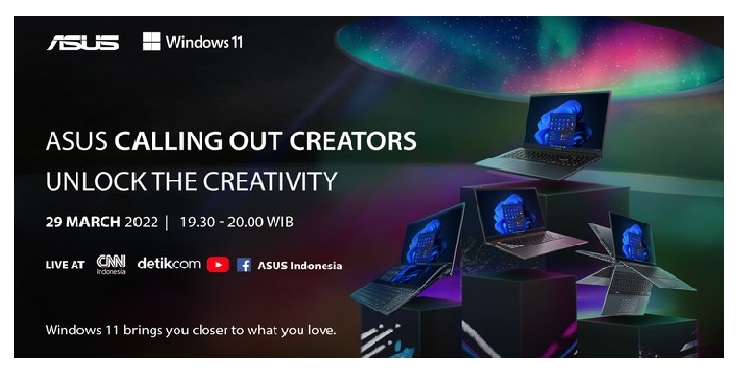 ASUS Windows 11
ASUS CALLING OUT CREATORS
UNLOCK THE CREATIVITY
29 MARCH 2022 | 19.30 - 20.00 WIB
LIVE AT CNN Indonesia detikcom ASUS Indonesia
Windows 11 brings you closer to what you love.